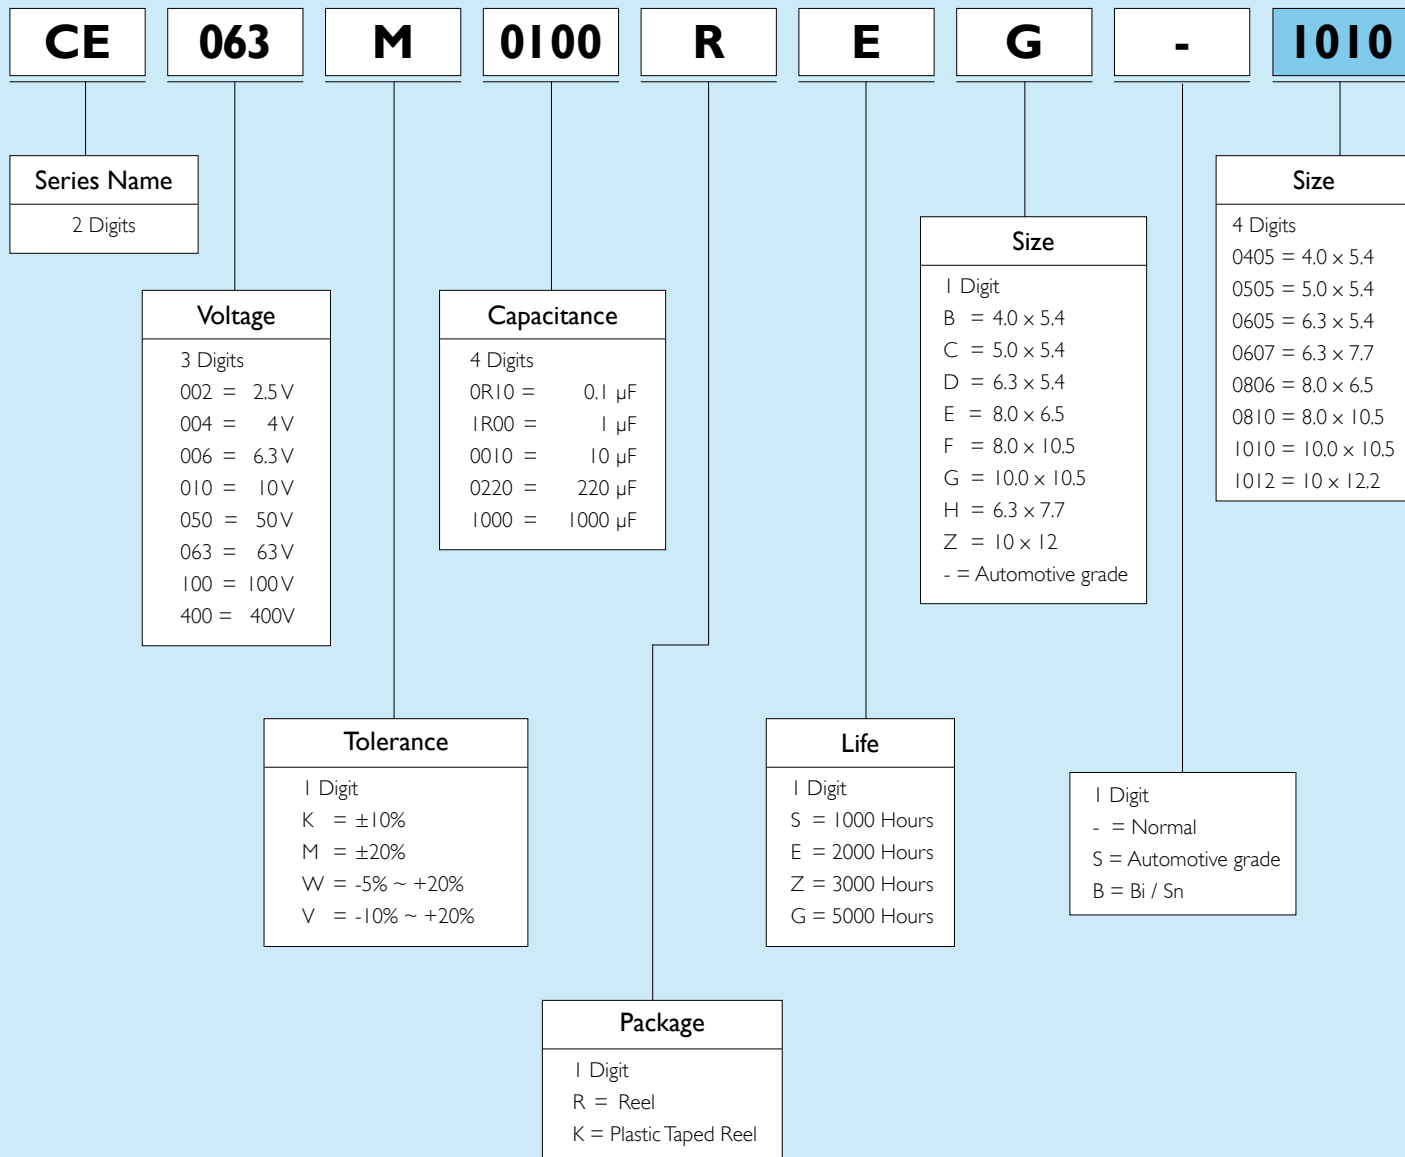 CE 063 M 0100 R E G - 1010
Series Name
2 Digits
Voltage
3 Digits
002 = 2.5 V
004 = 4 V
006 = 6.3 V
010 = 10 V
050 = 50 V
063 = 63 V
100 = 100 V
400 = 400V
Tolerance
1 Digit
K = ±10%
M = ±20%
W = -5% ~ +20%
V = -10% ~ +20%
Capacitance
4 Digits
0R10 = 0.1 µF
1R00 = 1 µF
0010 = 10 µF
0220 = 220 µF
1000 = 1000 µF
Package
1 Digit
R = Reel
K = Plastic Taped Reel
Life
1 Digit
S = 1000 Hours
E = 2000 Hours
Z = 3000 Hours
G = 5000 Hours
Size
1 Digit
B = 4.0 x 5.4
C = 5.0 x 5.4
D = 6.3 x 5.4
E = 8.0 x 6.5
F = 8.0 x 10.5
G = 10.0 x 10.5
H = 6.3 x 7.7
Z = 10 x 12
- = Automotive grade
1 Digit
- = Normal
S = Automotive grade
B = Bi / Sn
Size
4 Digits
0405 = 4.0 x 5.4
0505 = 5.0 x 5.4
0605 = 6.3 x 5.4
0607 = 6.3 x 7.7
0806 = 8.0 x 6.5
0810 = 8.0 x 10.5
1010 = 10.0 x 10.5
1012 = 10 x 12.2